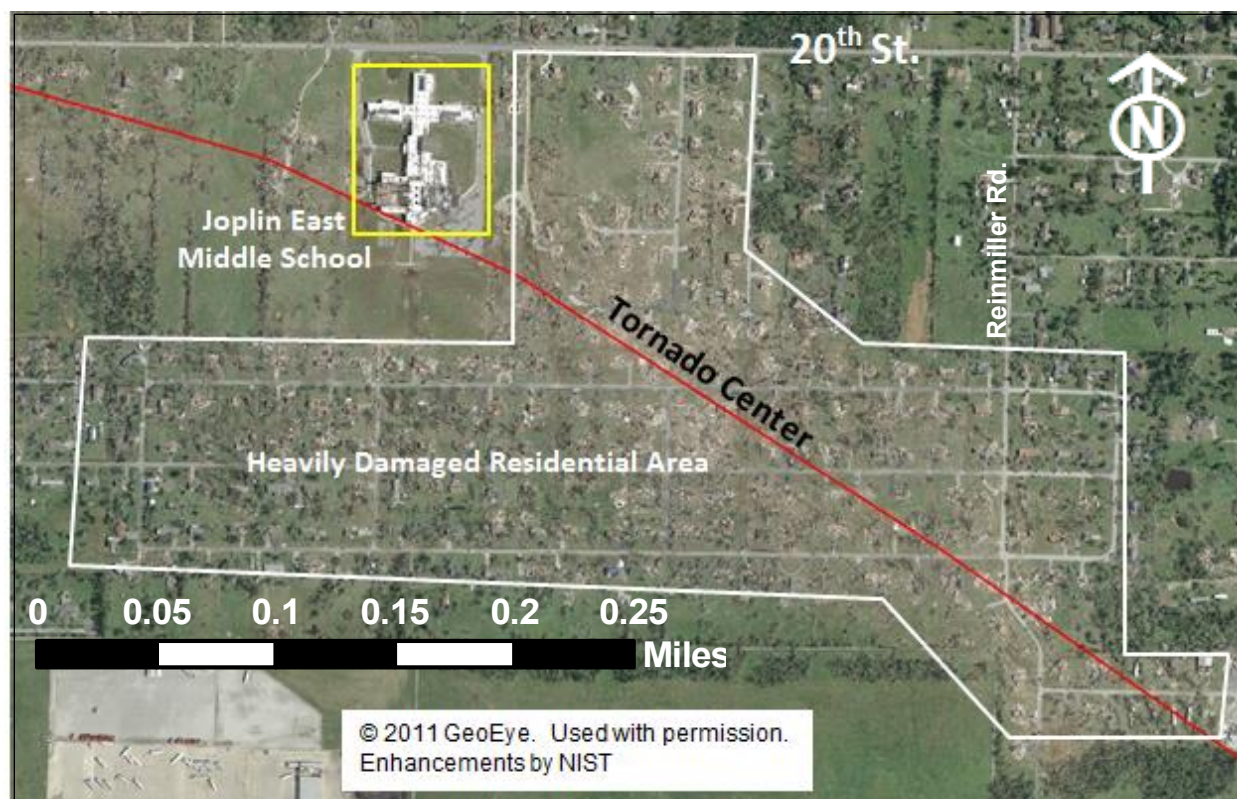 20th St.
N
Joplin East
Middle School
Reinmiller Rd.
Tornado Center
Heavily Damaged Residential Area
0 0.05 0.1 0.15 0.2 0.25
Miles
© 2011 GeoEye. Used with permission.
Enhancements by NIST